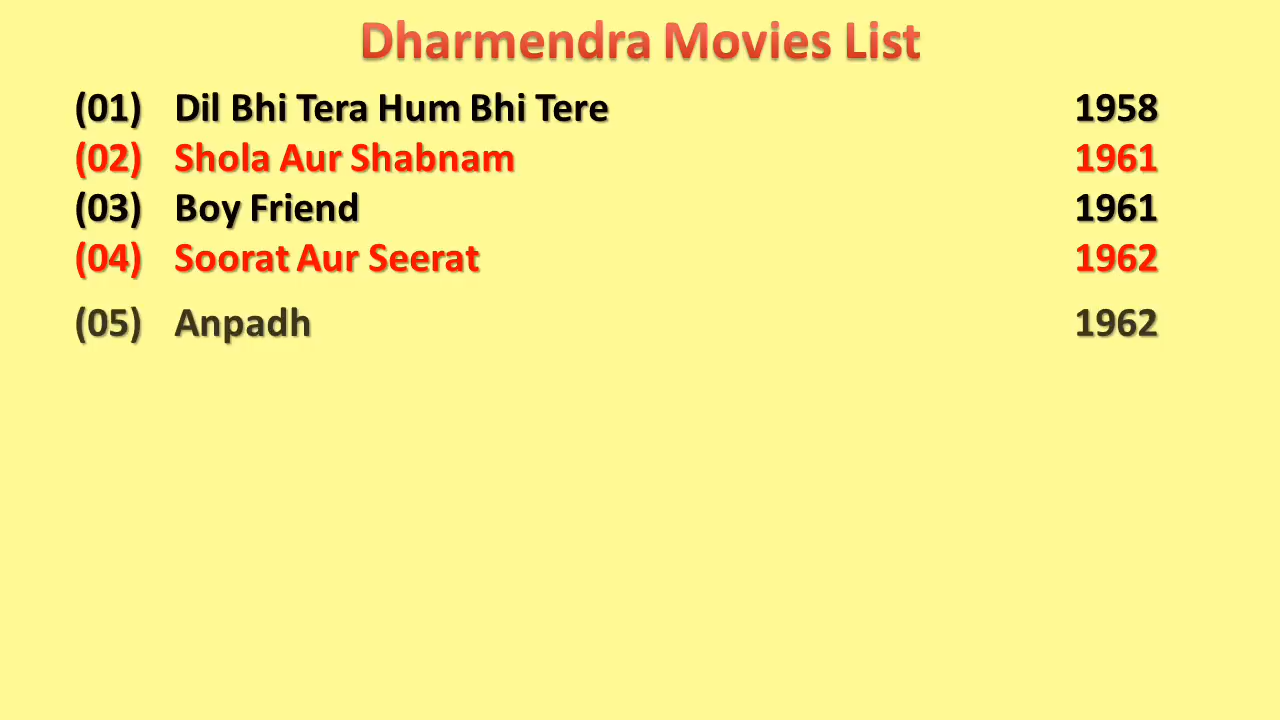 Dharmendra Movies List
(01) Dil Bhi Tera Hum Bhi Tere 1958
(02) Shola Aur Shabnam 1961
(03) Boy Friend 1961
(04) Soorat Aur Seerat 1962
(05) Anpadh 1962